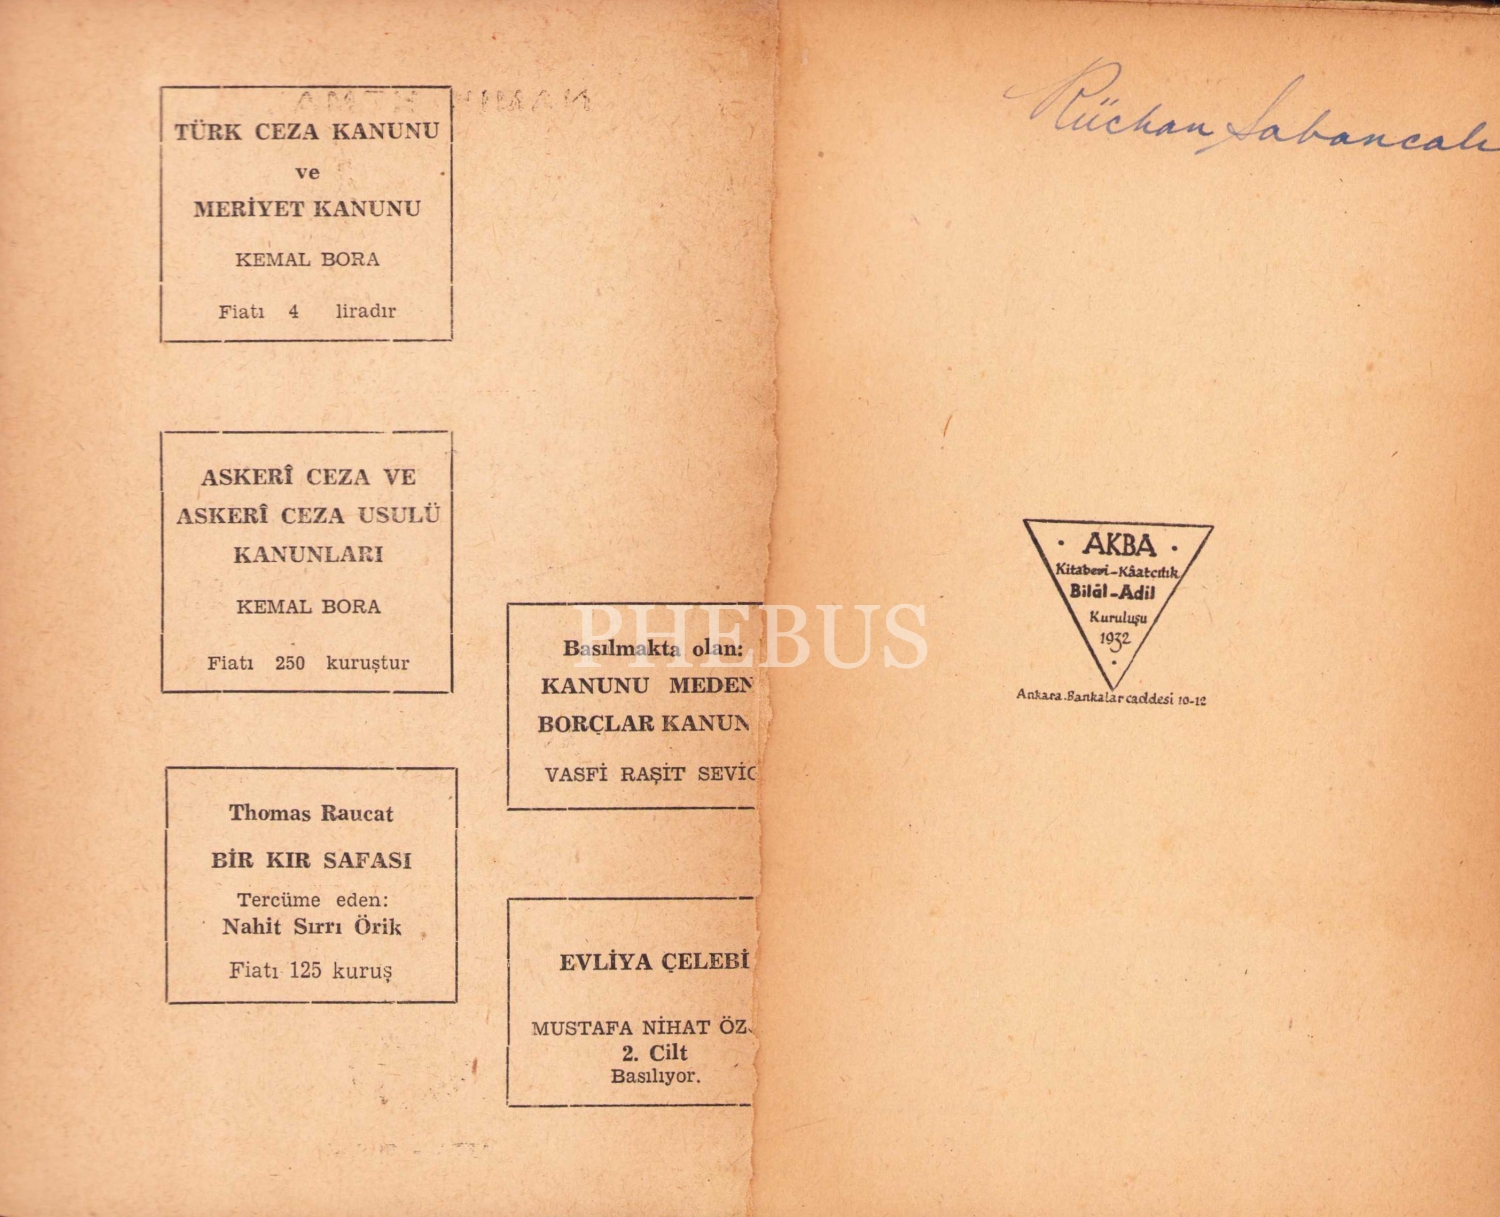 TÜRK CEZA KANUNU
ve
MERİYET KANUNU
KEMAL BORA
Fiatı 4 liradır
ASKERÎ CEZA VE
ASKERÎ CEZA USULÜ
KANUNLARI
KEMAL BORA
Fiatı 250 kuruştur
Thomas Raucat
BİR KIR SAFASI
Tercüme eden:
Nahit Sırrı Örik
Fiatı 125 kuruş
Basılmakta olan:
KANUNU MEDEN
BORÇLAR KANUN
VASFİ RAŞİT SEVİG
EVLİYA ÇELEBİ
MUSTAFA NİHAT ÖZ
2. Cilt
Basılıyor.
PHEBUS
Rüchan Sabancalı
· AKBA ·
Kitabevi-Kâatcılık
Bilâl-Adil
Kuruluşu
1932
Ankara.Bankalar caddesi 10-12